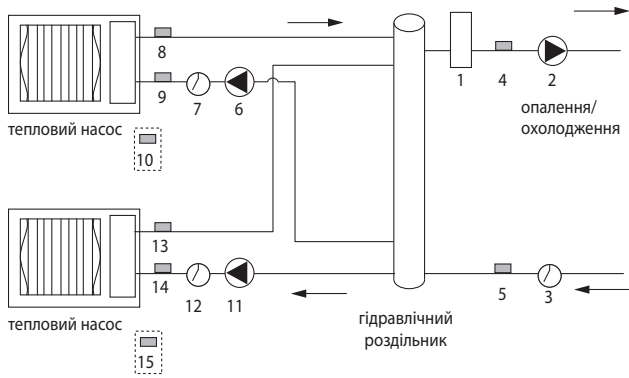 8
9
7
6
1
4
2
тепловий насос
опалення/
охолодження
10
13
14
12
11
5
3
тепловий насос
гідравлічний
роздільник
15